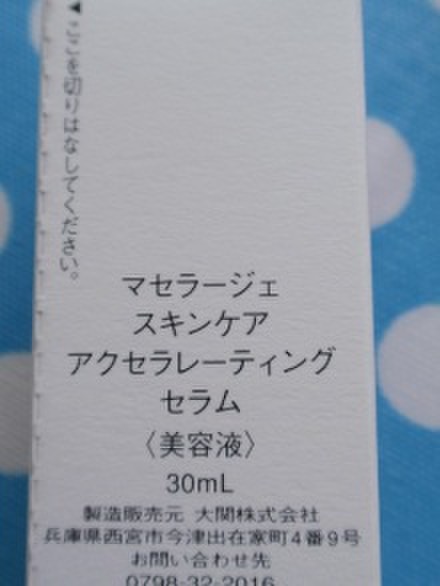 ▲ここを切りはなしてください。
マセラージェ
スキンケア
アクセラレーティング
セラム
〈美容液〉
30mL
製造販売元 大関株式会社
兵庫県西宮市今津出在家町4番9号
お問い合わせ先
0798-32-2016